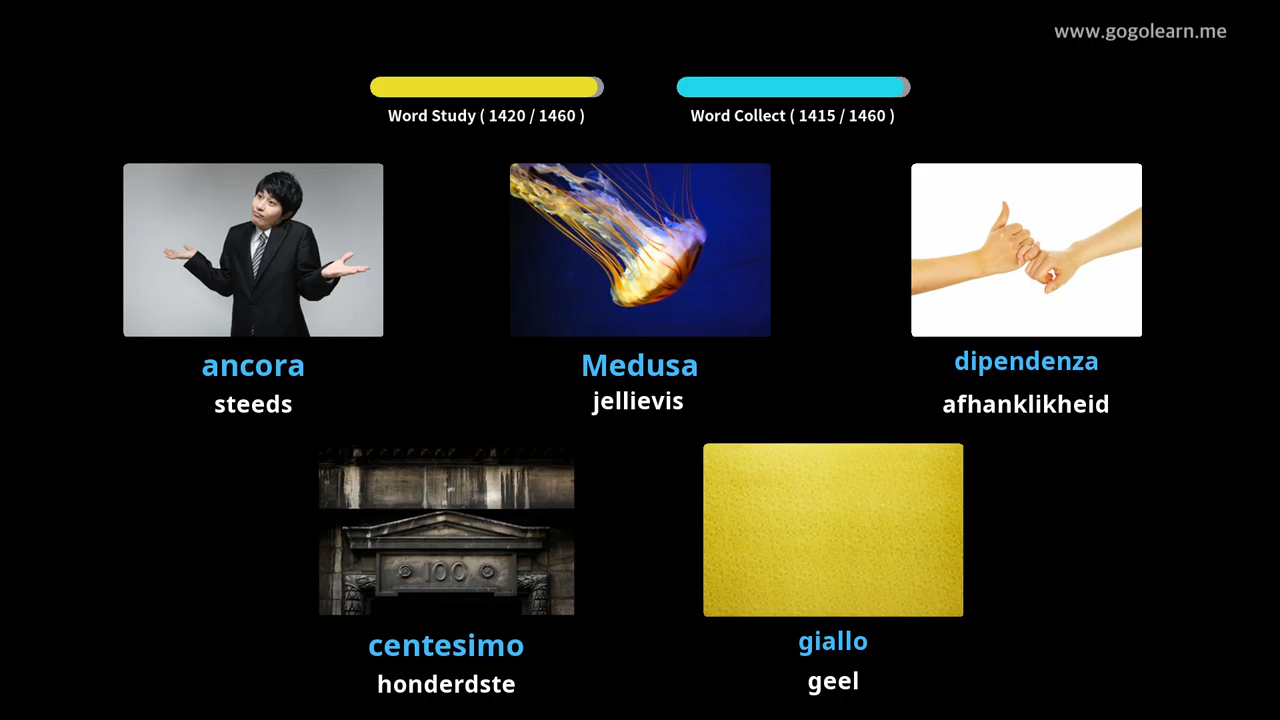 www.gogolearn.me
Word Study ( 1420 / 1460 )
Word Collect ( 1415 / 1460 )
ancora
steeds
Medusa
jellievis
dipendenza
afhanklikheid
100
centesimo
honderdste
giallo
geel